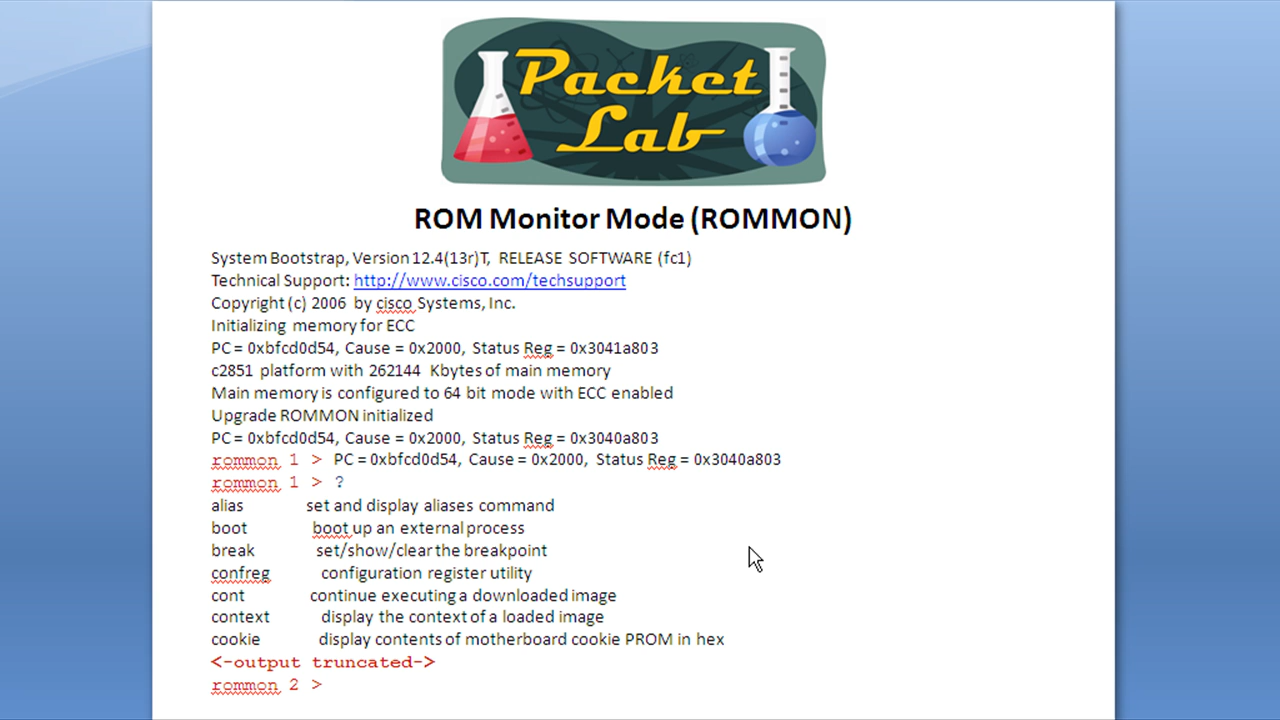 Packet
Lab
ROM Monitor Mode (ROMMON)
System Bootstrap, Version 12.4(13r)T, RELEASE SOFTWARE (fc1)
Technical Support: http://www.cisco.com/techsupport
Copyright (c) 2006 by cisco Systems, Inc.
Initializing memory for ECC
PC = 0xbfcd0d54, Cause = 0x2000, Status Reg = 0x3041a803
c2851 platform with 262144 Kbytes of main memory
Main memory is configured to 64 bit mode with ECC enabled
Upgrade ROMMON initialized
PC = 0xbfcd0d54, Cause = 0x2000, Status Reg = 0x3040a803
rommon 1 > PC = 0xbfcd0d54, Cause = 0x2000, Status Reg = 0x3040a803
rommon 1 > ?
alias set and display aliases command
boot boot up an external process
break set/show/clear the breakpoint
confreg configuration register utility
cont continue executing a downloaded image
context display the context of a loaded image
cookie display contents of motherboard cookie PROM in hex
<-output truncated->
rommon 2 >